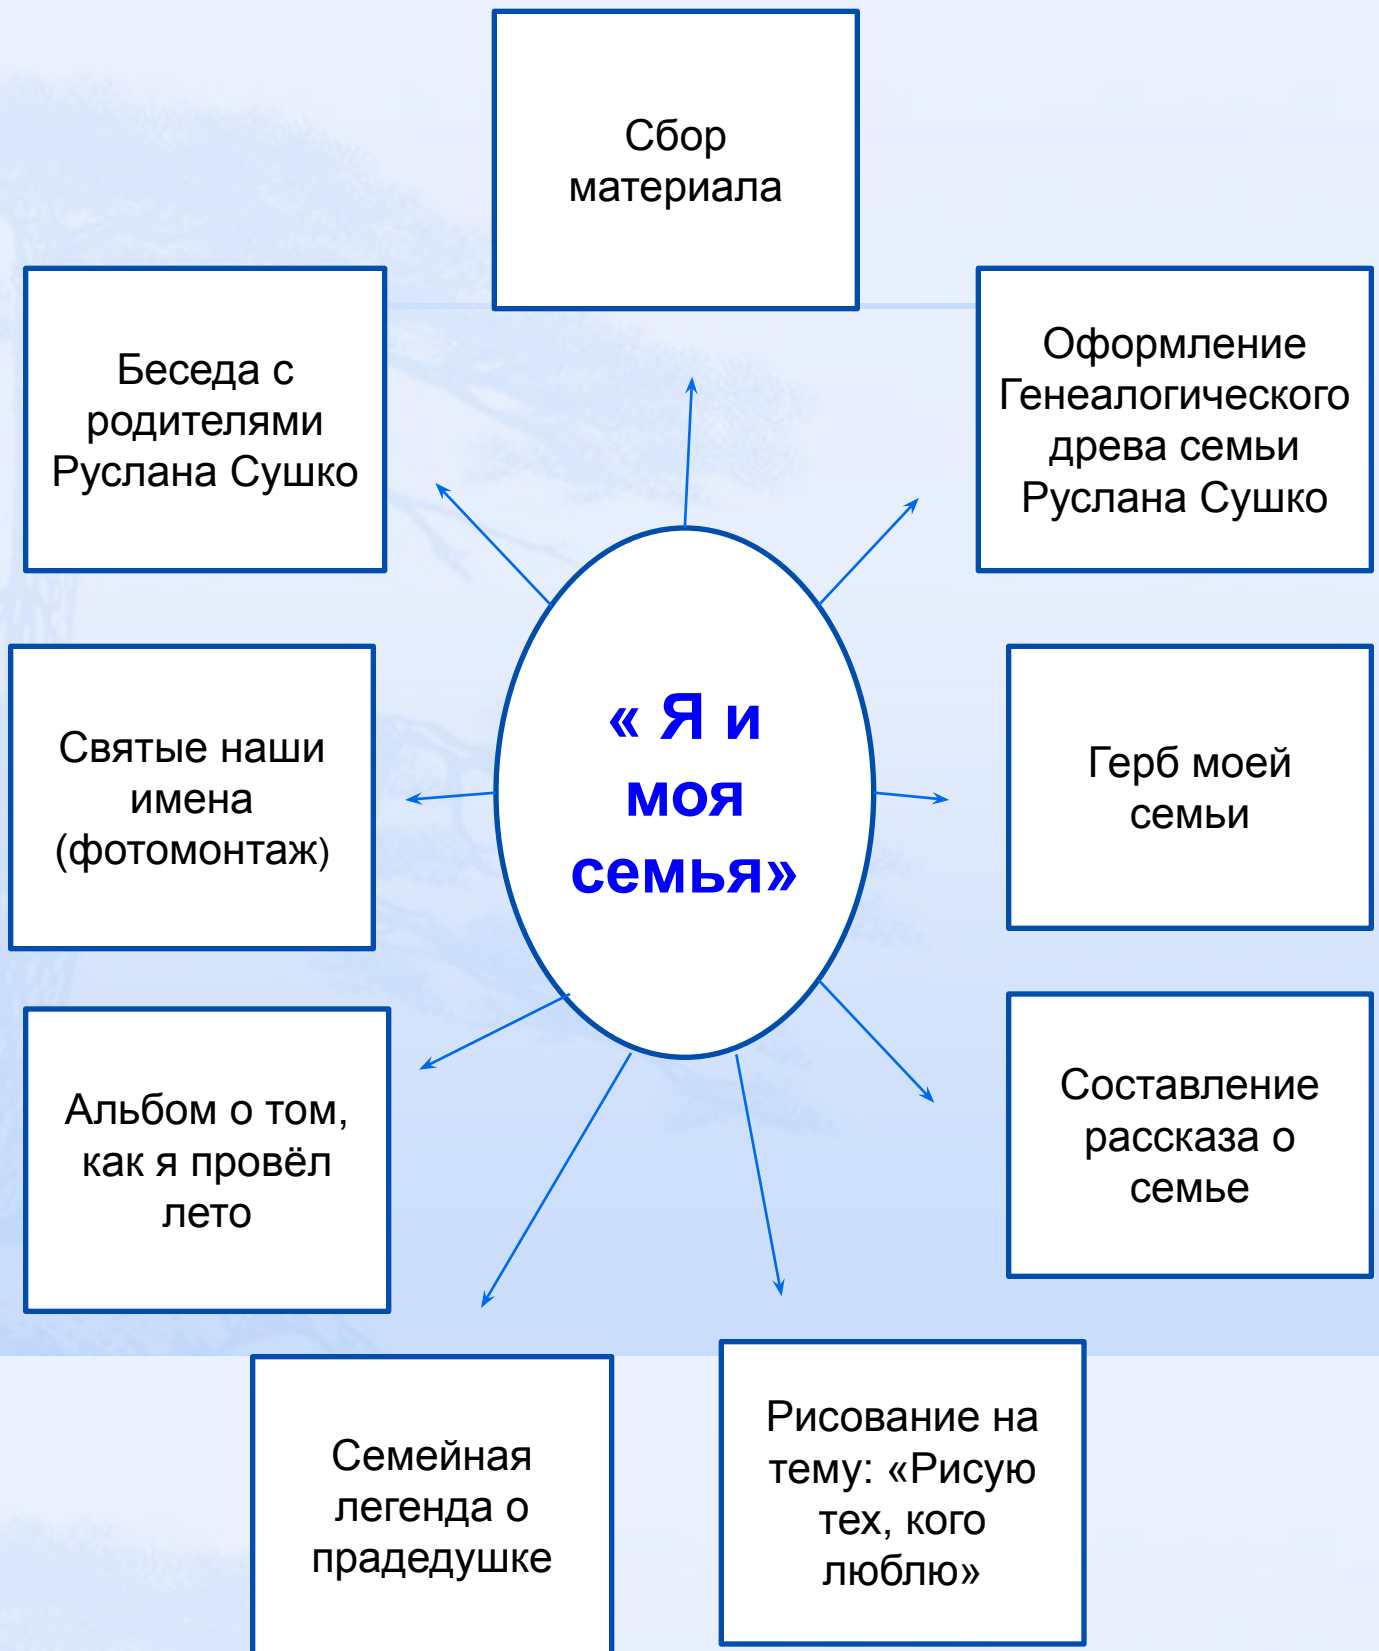 Сбор
материала
Беседа с
родителями
Руслана Сушко
Оформление
Генеалогического
древа семьи
Руслана Сушко
« Я и
моя
семья»
Святые наши
имена
(фотомонтаж)
Герб моей
семьи
Альбом о том,
как я провёл
лето
Составление
рассказа о
семье
Семейная
легенда о
прадедушке
Рисование на
тему: «Рисую
тех, кого
люблю»